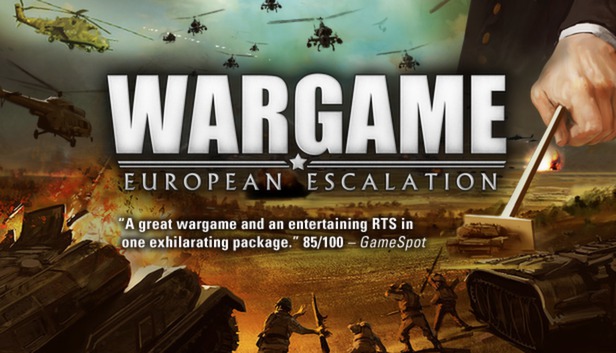 WARGAME
EUROPEAN ESCALATION
“A great wargame and an entertaining RTS in
one exhilarating package.” 85/100 – GameSpot